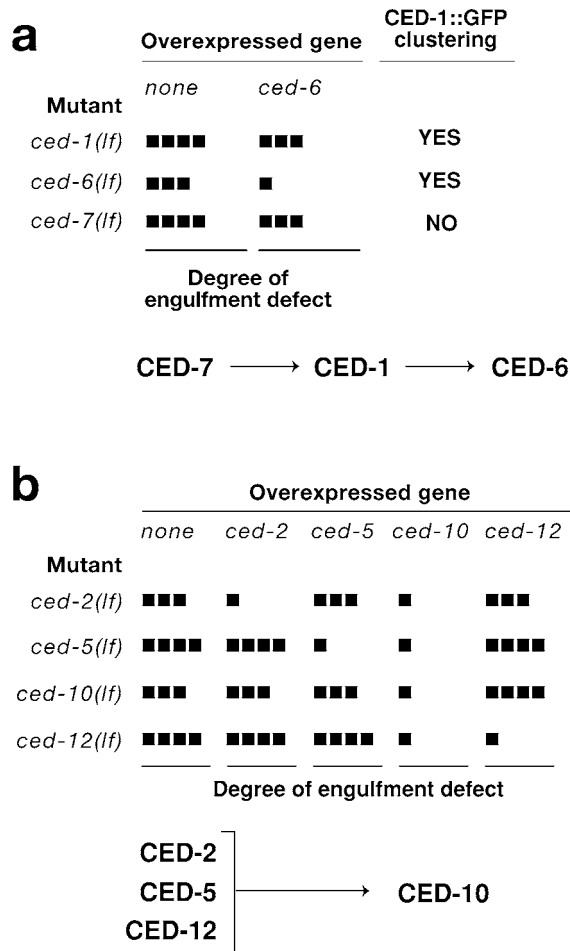 a
Overexpressed gene
CED-1::GFP
clustering
none ced-6
Mutant
ced-1(lf) YES
ced-6(lf) YES
ced-7(lf) NO
Degree of
engulfment defect
CED-7 → CED-1 → CED-6
b
Overexpressed gene
none ced-2 ced-5 ced-10 ced-12
Mutant
ced-2(lf)
ced-5(lf)
ced-10(lf)
ced-12(lf)
Degree of engulfment defect
CED-2
CED-5 → CED-10
CED-12